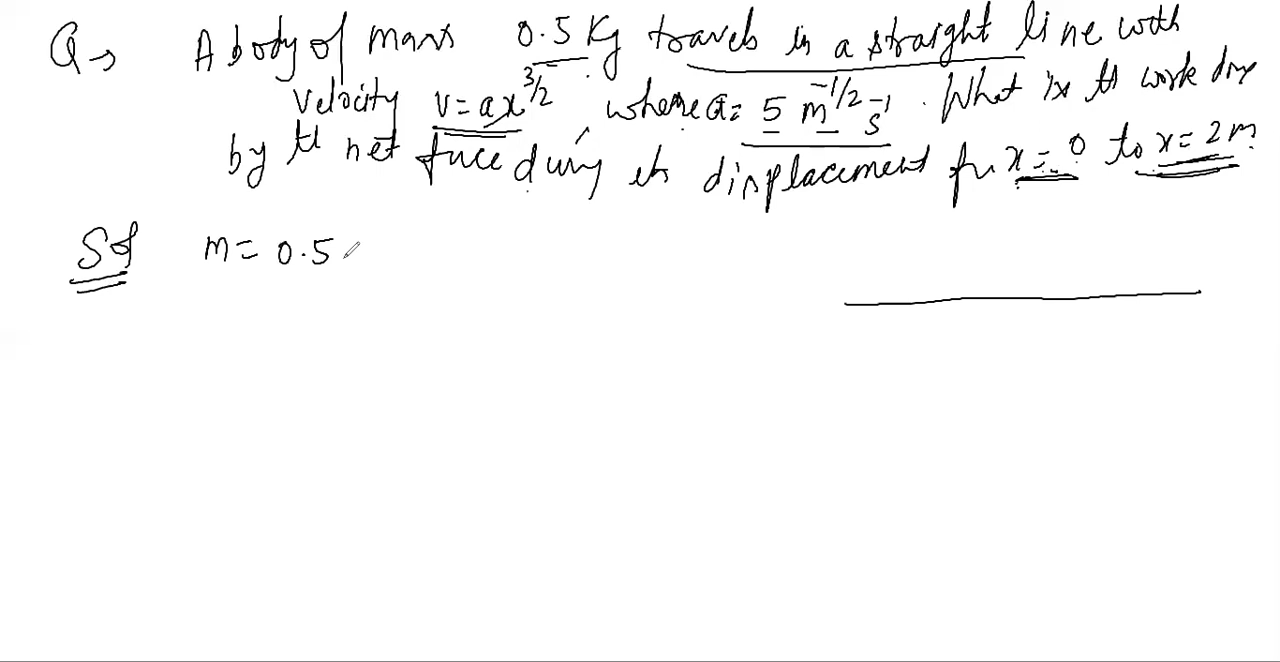 Q→ A body of mass 0.5 Kg travels in a straight line with
velocity v = ax^3/2, where a = 5 m^-1/2 s^-1. What is the work done
by the net force during its displacement from x = 0 to x = 2m?
Sol m = 0.5